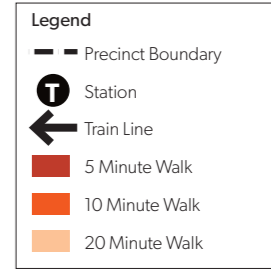 Legend
Precinct Boundary
T Station
Train Line
5 Minute Walk
10 Minute Walk
20 Minute Walk